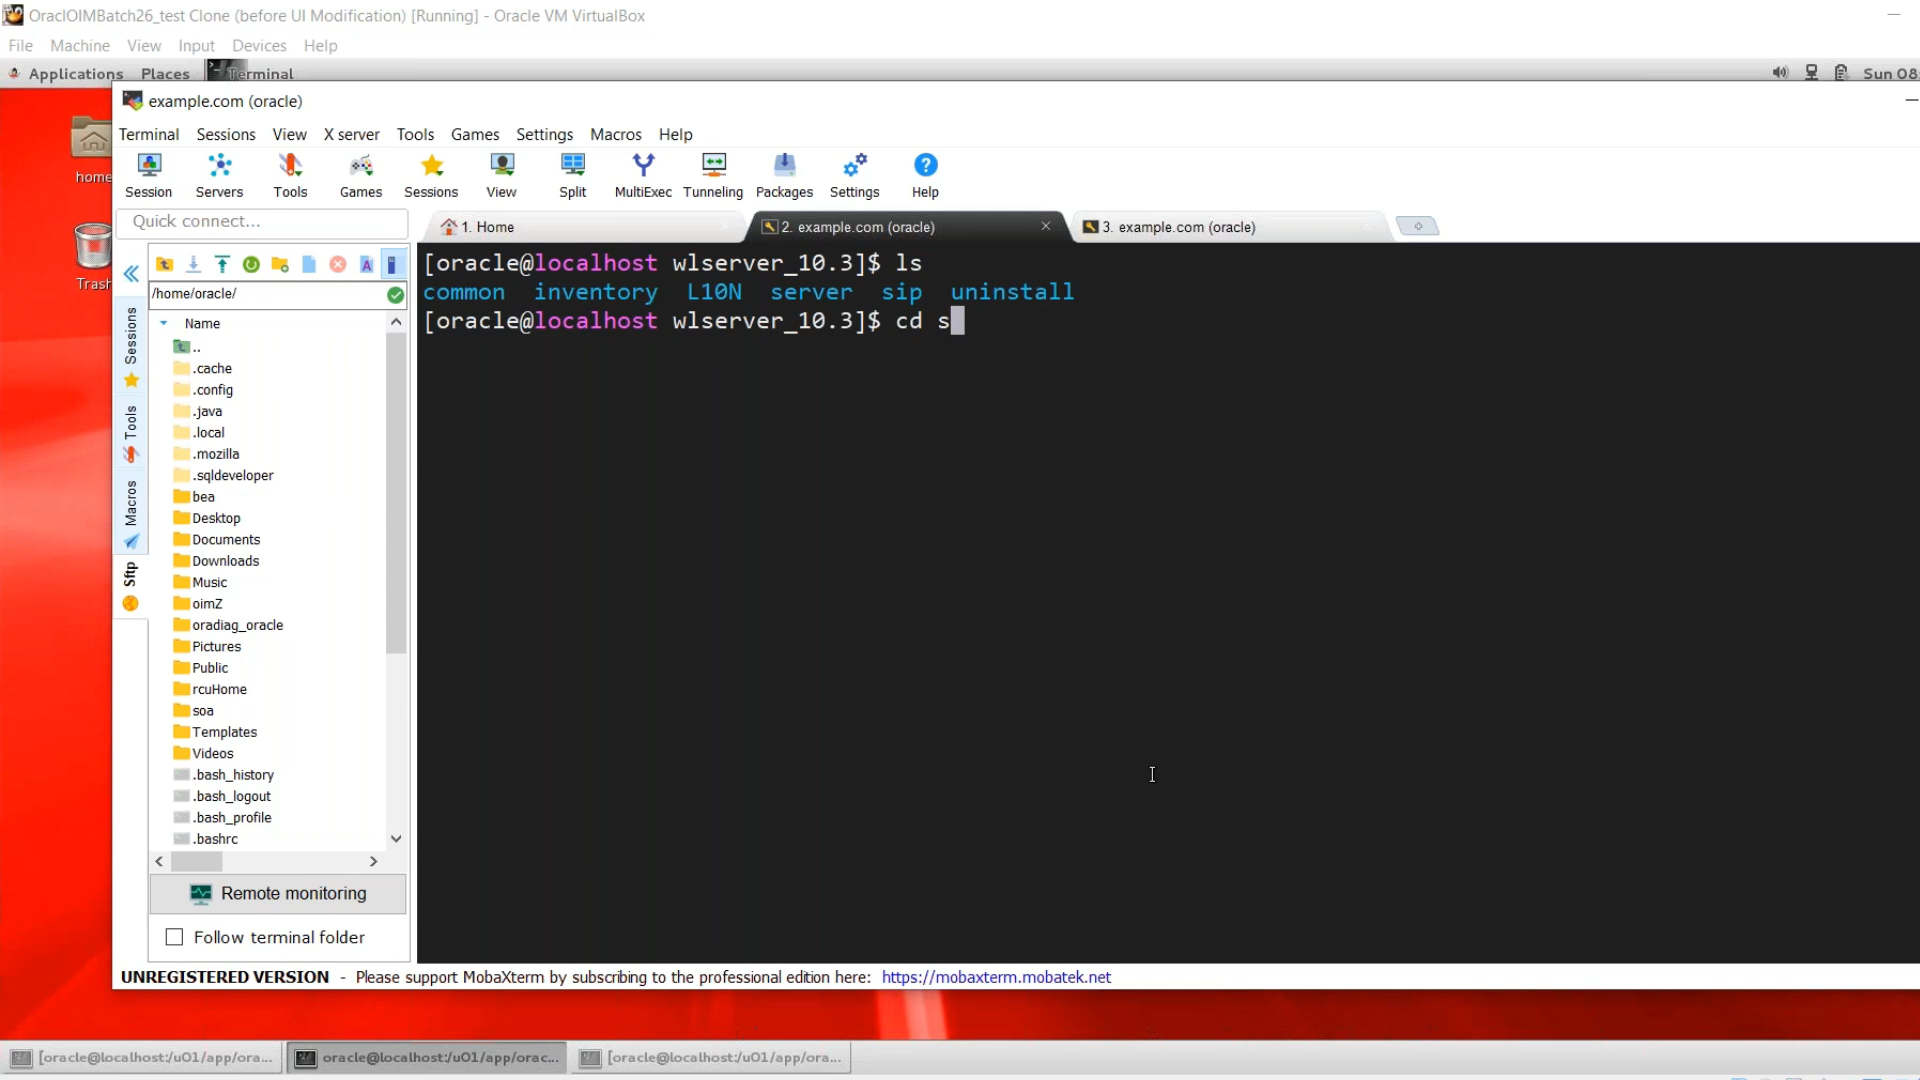 OraclOIMBatch26_test Clone (before UI Modification) [Running] - Oracle VM VirtualBox
File Machine View Input Devices Help
Applications Places Terminal Sun 08
example.com (oracle)
Terminal Sessions View X server Tools Games Settings Macros Help
Session Servers Tools Games Sessions View Split MultiExec Tunneling Packages Settings Help
Quick connect...
1. Home
2. example.com (oracle)
3. example.com (oracle)
home
Trash
Sessions
Tools
Macros
Sftp
/home/oracle/
Name
..
.cache
.config
.java
.local
.mozilla
.sqldeveloper
bea
Desktop
Documents
Downloads
Music
oimZ
oradiag_oracle
Pictures
Public
rcuHome
soa
Templates
Videos
.bash_history
.bash_logout
.bash_profile
.bashrc
Remote monitoring
Follow terminal folder
[oracle@localhost wlserver_10.3]$ ls
common inventory L10N server sip uninstall
[oracle@localhost wlserver_10.3]$ cd s
UNREGISTERED VERSION - Please support MobaXterm by subscribing to the professional edition here: https://mobaxterm.mobatek.net
[oracle@localhost:/u01/app/ora...
oracle@localhost:/u01/app/orac...
[oracle@localhost:/u01/app/ora...